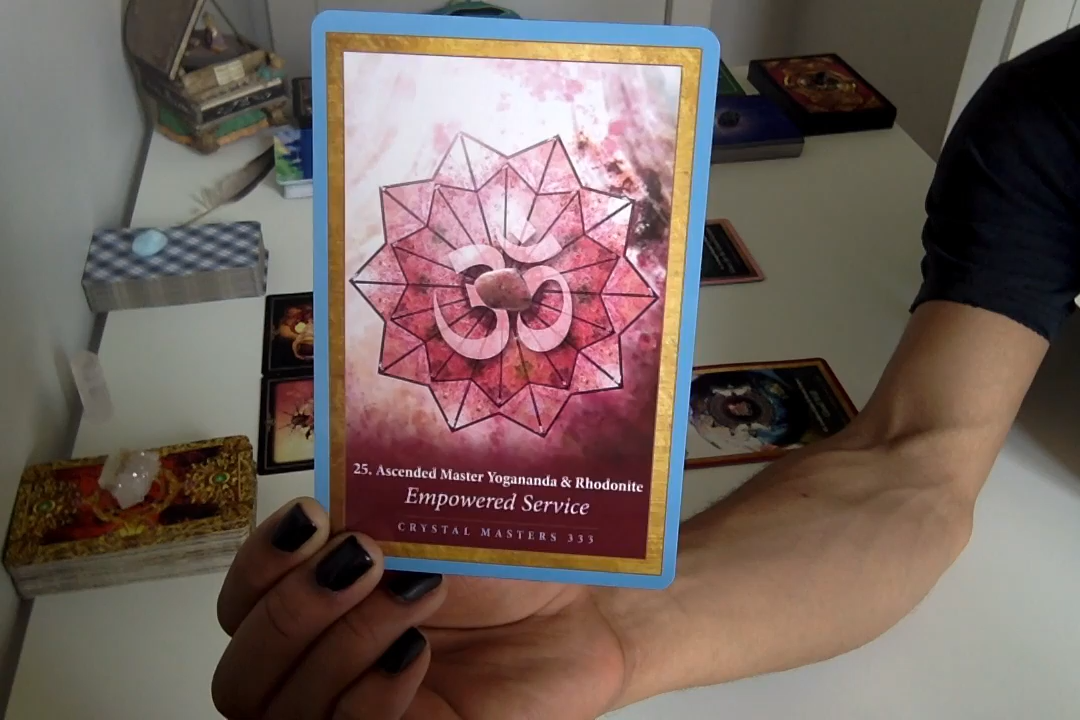 25. Ascended Master Yogananda & Rhodonite
Empowered Service
CRYSTAL MASTERS 333